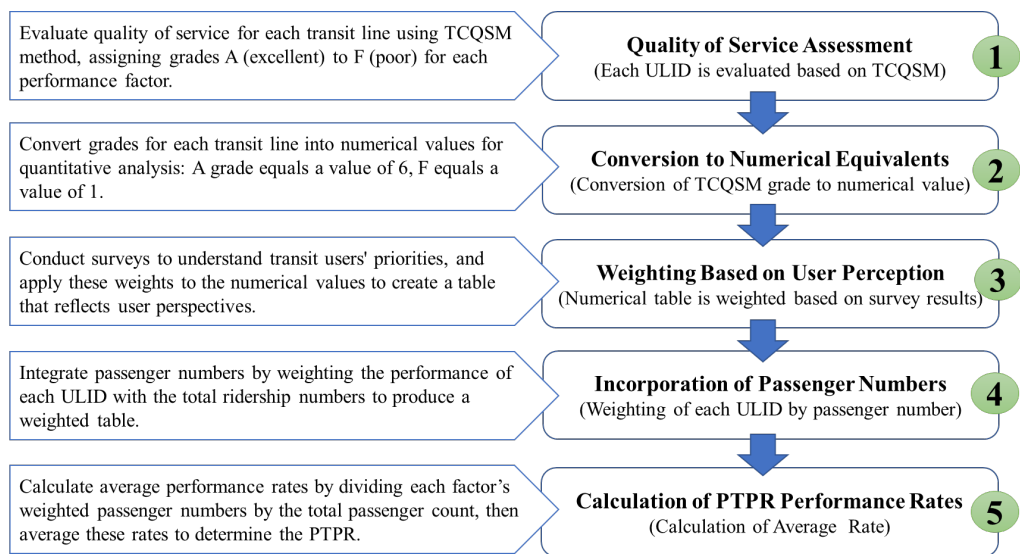 Evaluate quality of service for each transit line using TCQSM
method, assigning grades A (excellent) to F (poor) for each
performance factor.
Quality of Service Assessment
(Each ULID is evaluated based on TCQSM)
1
Convert grades for each transit line into numerical values for
quantitative analysis: A grade equals a value of 6, F equals a
value of 1.
Conversion to Numerical Equivalents
(Conversion of TCQSM grade to numerical value)
2
Conduct surveys to understand transit users' priorities, and
apply these weights to the numerical values to create a table
that reflects user perspectives.
Weighting Based on User Perception
(Numerical table is weighted based on survey results)
3
Integrate passenger numbers by weighting the performance of
each ULID with the total ridership numbers to produce a
weighted table.
Incorporation of Passenger Numbers
(Weighting of each ULID by passenger number)
4
Calculate average performance rates by dividing each factor’s
weighted passenger numbers by the total passenger count, then
average these rates to determine the PTPR.
Calculation of PTPR Performance Rates
(Calculation of Average Rate)
5